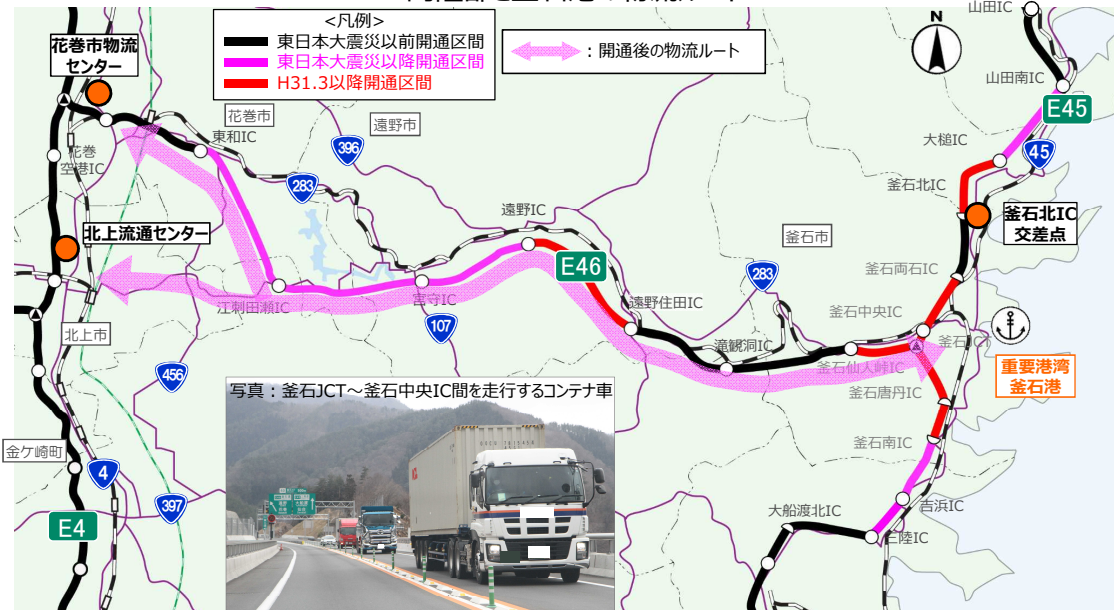 <凡例>
東日本大震災以前開通区間
東日本大震災以降開通区間
H31.3以降開通区間
：開通後の物流ルート
N
山田IC
山田南IC
E45
大槌IC
45
釜石北IC
釜石北IC
交差点
釜石両石IC
釜石中央IC
釜石JCT
重要港湾
釜石港
釜石仙人峠IC
釜石唐丹IC
釜石南IC
吉浜IC
三陸IC
大船渡北IC
花巻市物流
センター
花巻市
遠野市
東和IC
花巻
空港IC
396
283
遠野IC
釜石市
E46
283
北上流通センター
江刺田瀬IC
宮守IC
107
遠野住田IC
滝観洞IC
北上市
456
金ケ崎町
4
397
E4
写真：釜石JCT～釜石中央IC間を走行するコンテナ車